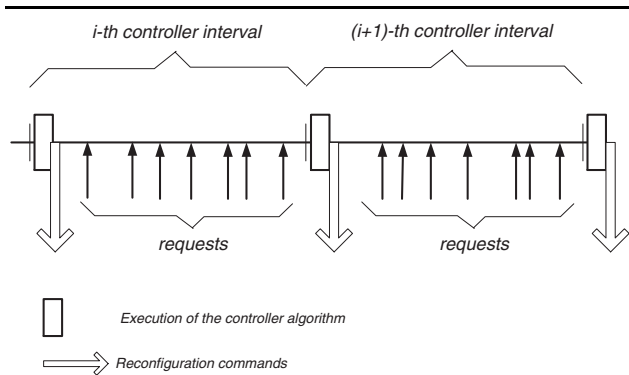 i-th controller interval
(i+1)-th controller interval
requests
requests
Execution of the controller algorithm
Reconfiguration commands